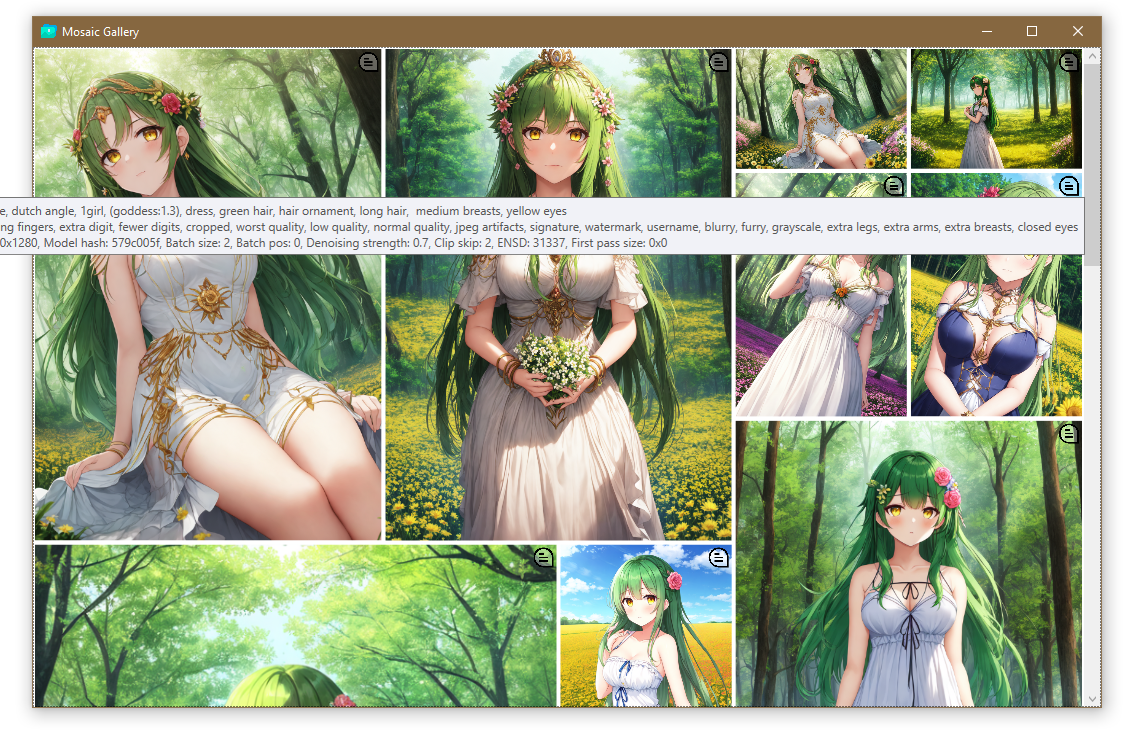 Mosaic Gallery
e, dutch angle, 1girl, (goddess:1.3), dress, green hair, hair ornament, long hair,  medium breasts, yellow eyes
ng fingers, extra digit, fewer digits, cropped, worst quality, low quality, normal quality, jpeg artifacts, signature, watermark, username, blurry, furry, grayscale, extra legs, extra arms, extra breasts, closed eyes
0x1280, Model hash: 579c005f, Batch size: 2, Batch pos: 0, Denoising strength: 0.7, Clip skip: 2, ENSD: 31337, First pass size: 0x0